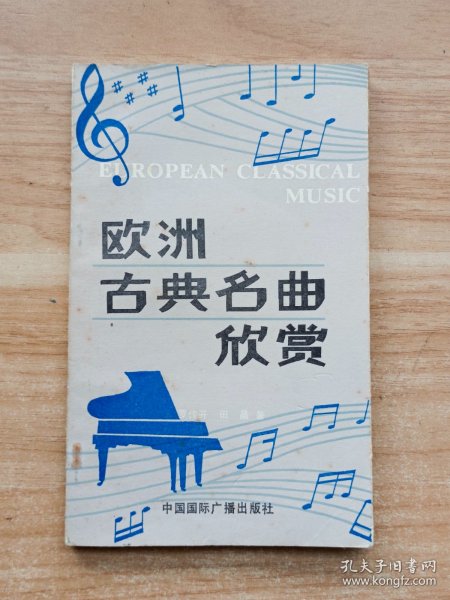 EUROPEAN CLASSICAL
MUSIC
欧洲
古典名曲
欣赏
中国国际广播出版社
孔夫子旧书网
www.kongfz.com